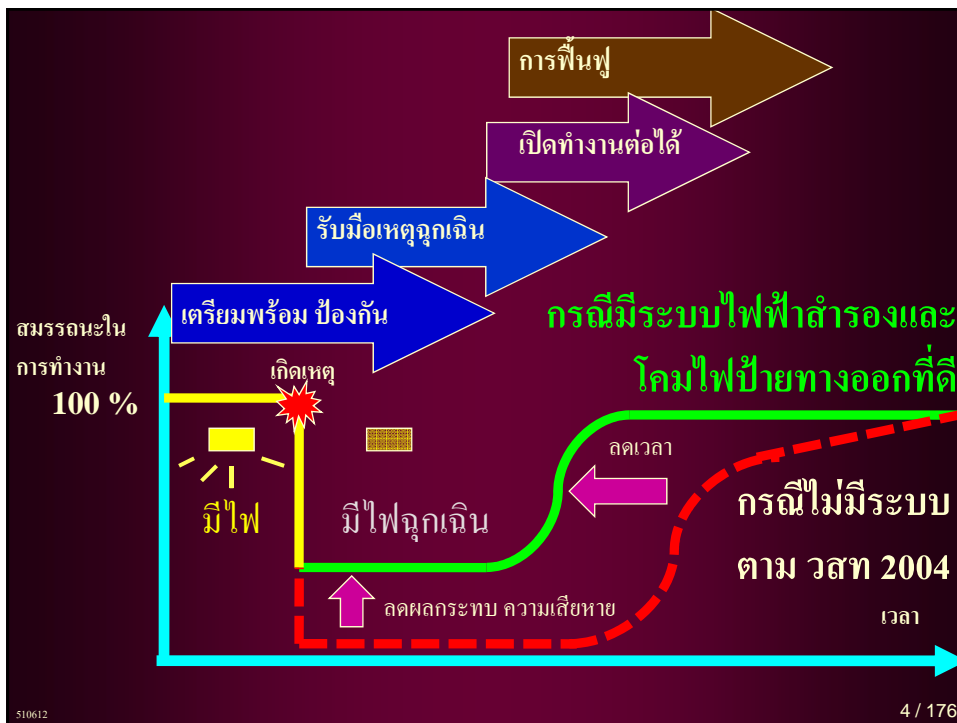 การฟื้นฟู
เปิดทำงานต่อได้
รับมือเหตุฉุกเฉิน
เตรียมพร้อม ป้องกัน
กรณีมีระบบไฟฟ้าสำรองและ
โคมไฟป้ายทางออกที่ดี
สมรรถนะใน
การทำงาน
100 %
เกิดเหตุ
ลดเวลา
มีไฟ
มีไฟฉุกเฉิน
กรณีไม่มีระบบ
ตาม วสท 2004
ลดผลกระทบ ความเสียหาย
เวลา
510612
4 / 176